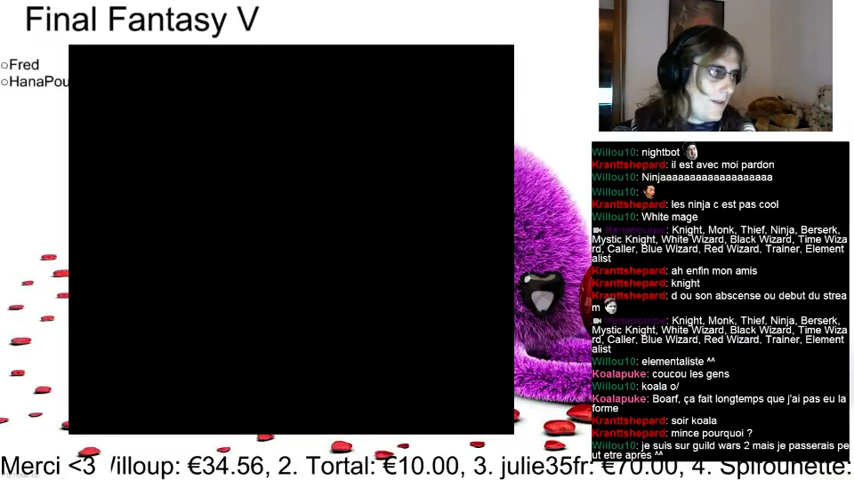 Final Fantasy V
○Fred
○HanaPou
Willou10: nightbot
Kranttshepard: il est avec moi pardon
Willou10: Ninjaaaaaaaaaaaaaaaaaaaa
Willou10:
Kranttshepard: les ninja c est pas cool
Willou10: White mage
Hanapoulpe: Knight, Monk, Thief, Ninja, Berserk,
Mystic Knight, White Wizard, Black Wizard, Time Wiza
rd, Caller, Blue Wizard, Red Wizard, Trainer, Element
alist
Kranttshepard: ah enfin mon amis
Kranttshepard: knight
Kranttshepard: d ou son abscense ou debut du strea
m
Hanapoulpe: Knight, Monk, Thief, Ninja, Berserk,
Mystic Knight, White Wizard, Black Wizard, Time Wiza
rd, Caller, Blue Wizard, Red Wizard, Trainer, Element
alist
Willou10: elementaliste ^^
Koalapuke: coucou les gens
Willou10: koala o/
Koalapuke: Boarf, ça fait longtemps que j'ai pas eu la
forme
Kranttshepard: soir koala
Kranttshepard: mince pourquoi ?
Willou10: je suis sur guild wars 2 mais je passerais pe
ut etre après ^^
Merci <3 Villoup: €34.56, 2. Tortal: €10.00, 3. julie35fr: €70.00, 4. Spifounette: